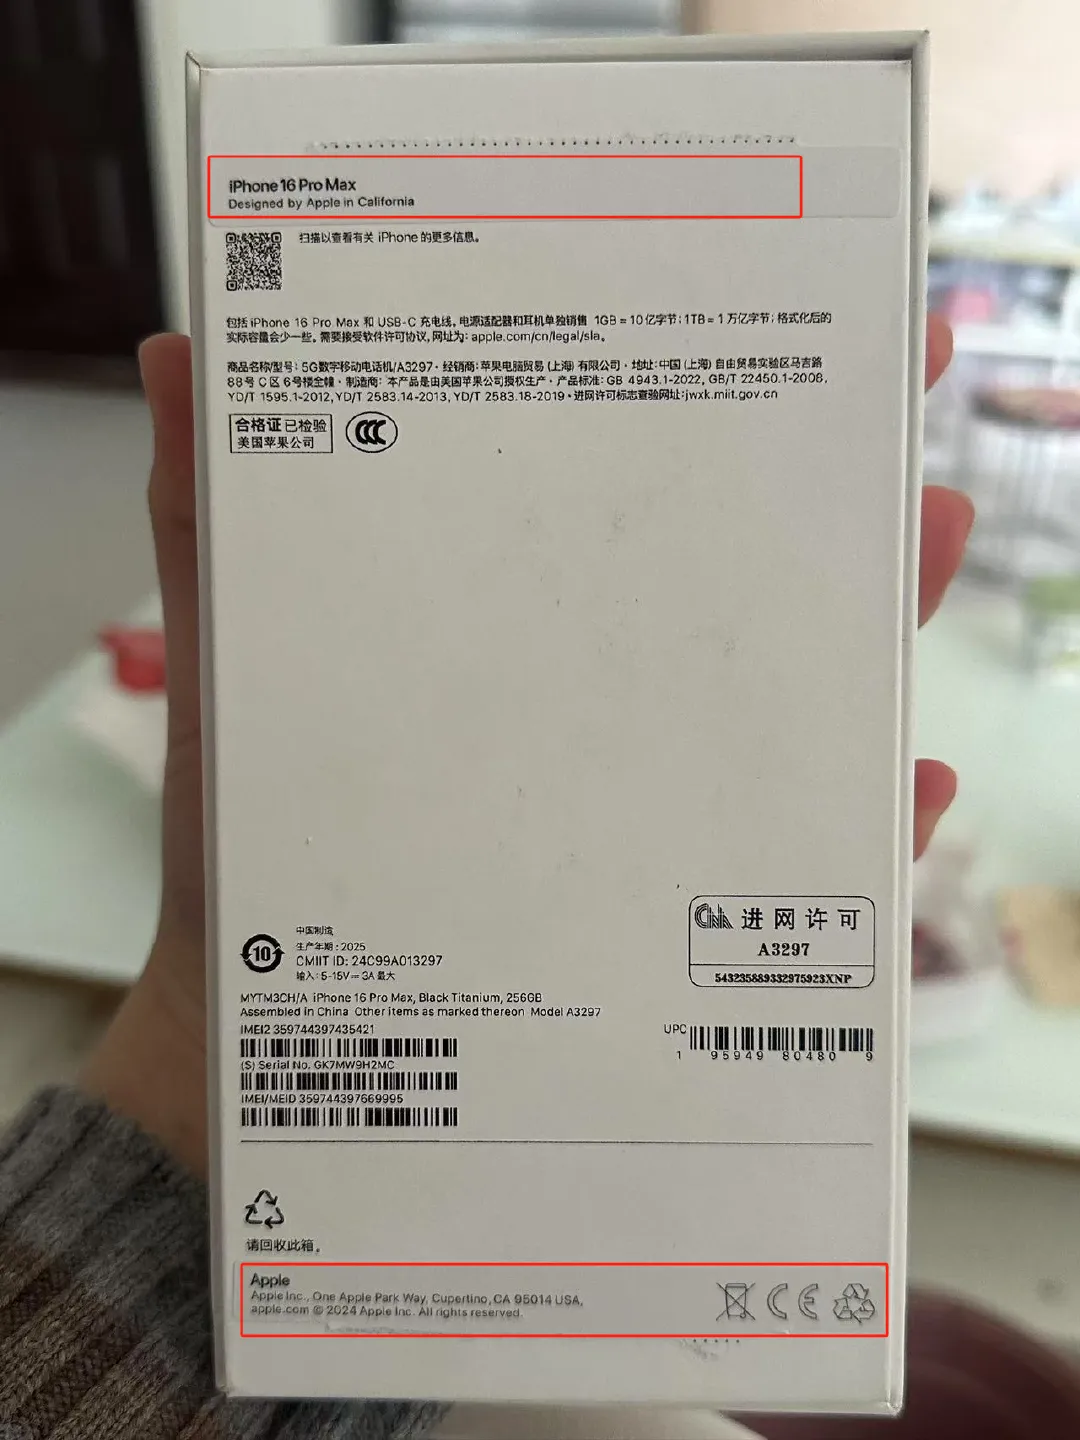 iPhone 16 Pro Max
Designed by Apple in California
扫描以查看有关 iPhone 的更多信息。
包括 iPhone 16 Pro Max 和 USB-C 充电线。电源适配器和耳机单独销售 1GB = 10 亿字节；1TB = 1 万亿字节；格式化后的
实际容量会少一些。需要接受软件许可协议，网址为：apple.com/cn/legal/sla。
商品名称/型号：5G数字移动电话机/A3297・经销商：苹果电脑贸易 (上海) 有限公司・地址：中国 (上海) 自由贸易实验区马吉路
88号 C 区 6号楼全幢・制造商：本产品是由美国苹果公司授权生产・产品标准：GB 4943.1-2022, GB/T 22450.1-2008,
YD/T 1595.1-2012, YD/T 2583.14-2013, YD/T 2583.18-2019・进网许可标志查验网址：jwxk.miit.gov.cn
合格证 已检验
美国苹果公司
CCC
CNA 进网许可
A3297
543235889332975923XNP
10
中国制造
生产年期：2025
CMIIT ID: 24C99A013297
输入：5-15V⎓3A 最大
MYTM3CH/A iPhone 16 Pro Max, Black Titanium, 256GB
Assembled in China Other items as marked thereon Model A3297
IMEI2 359744397435421
(S) Serial No. GK7MW9H2MC
IMEI/MEID 359744397669995
UPC
1 95949 80480 9
请回收此箱。
Apple
Apple Inc., One Apple Park Way, Cupertino, CA 95014 USA,
apple.com © 2024 Apple Inc. All rights reserved.
CE